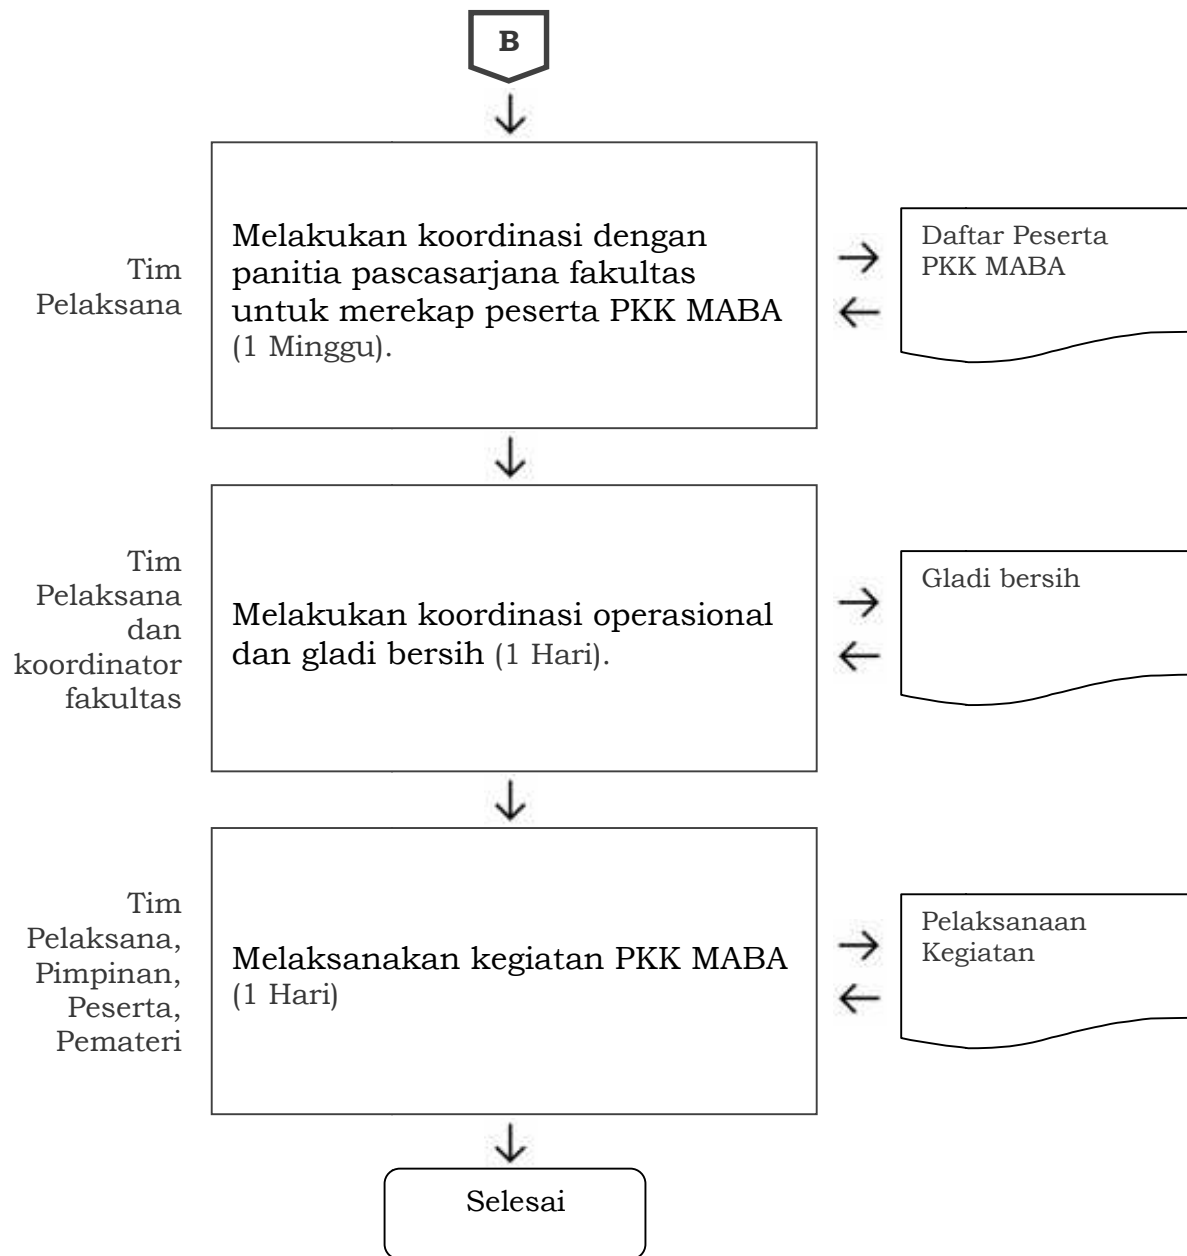 B
Tim
Pelaksana
Melakukan koordinasi dengan
panitia pascasarjana fakultas
untuk merekap peserta PKK MABA
(1 Minggu).
Daftar Peserta
PKK MABA
Tim
Pelaksana
dan
koordinator
fakultas
Melakukan koordinasi operasional
dan gladi bersih (1 Hari).
Gladi bersih
Tim
Pelaksana,
Pimpinan,
Peserta,
Pemateri
Melaksanakan kegiatan PKK MABA
(1 Hari)
Pelaksanaan
Kegiatan
Selesai